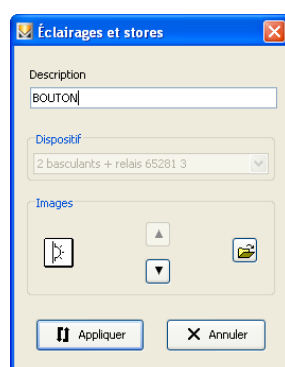 Éclairages et stores
Description
BOUTON
Dispositif
2 basculants + relais 65281 3
Images
Appliquer
Annuler